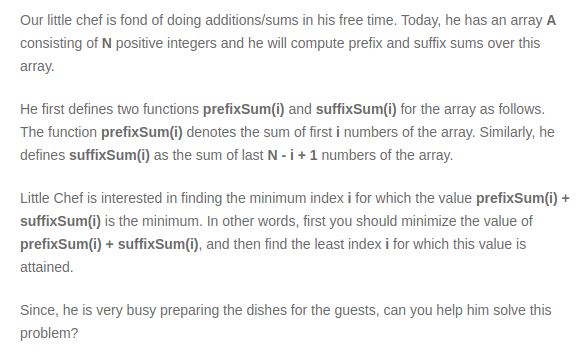 Our little chef is fond of doing additions/sums in his free time. Today, he has an array A
consisting of N positive integers and he will compute prefix and suffix sums over this
array.
He first defines two functions prefixSum(i) and suffixSum(i) for the array as follows.
The function prefixSum(i) denotes the sum of first i numbers of the array. Similarly, he
defines suffixSum(i) as the sum of last N - i + 1 numbers of the array.
Little Chef is interested in finding the minimum index i for which the value prefixSum(i) +
suffixSum(i) is the minimum. In other words, first you should minimize the value of
prefixSum(i) + suffixSum(i), and then find the least index i for which this value is
attained.
Since, he is very busy preparing the dishes for the guests, can you help him solve this
problem?